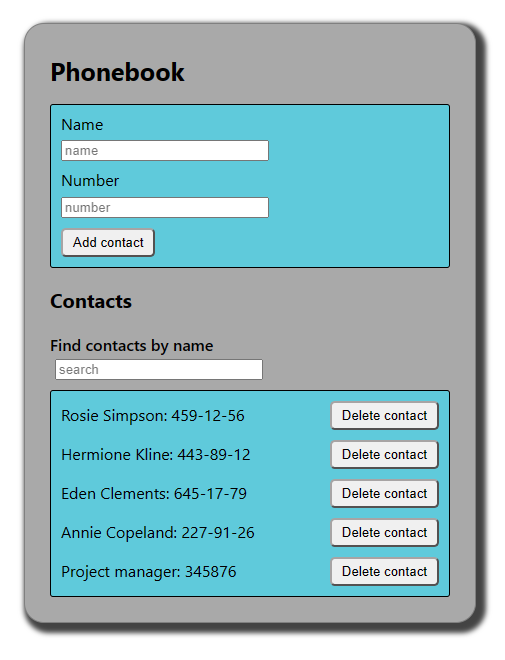 Phonebook
Name
name
Number
number
Add contact
Contacts
Find contacts by name
search
Rosie Simpson: 459-12-56 Delete contact
Hermione Kline: 443-89-12 Delete contact
Eden Clements: 645-17-79 Delete contact
Annie Copeland: 227-91-26 Delete contact
Project manager: 345876 Delete contact